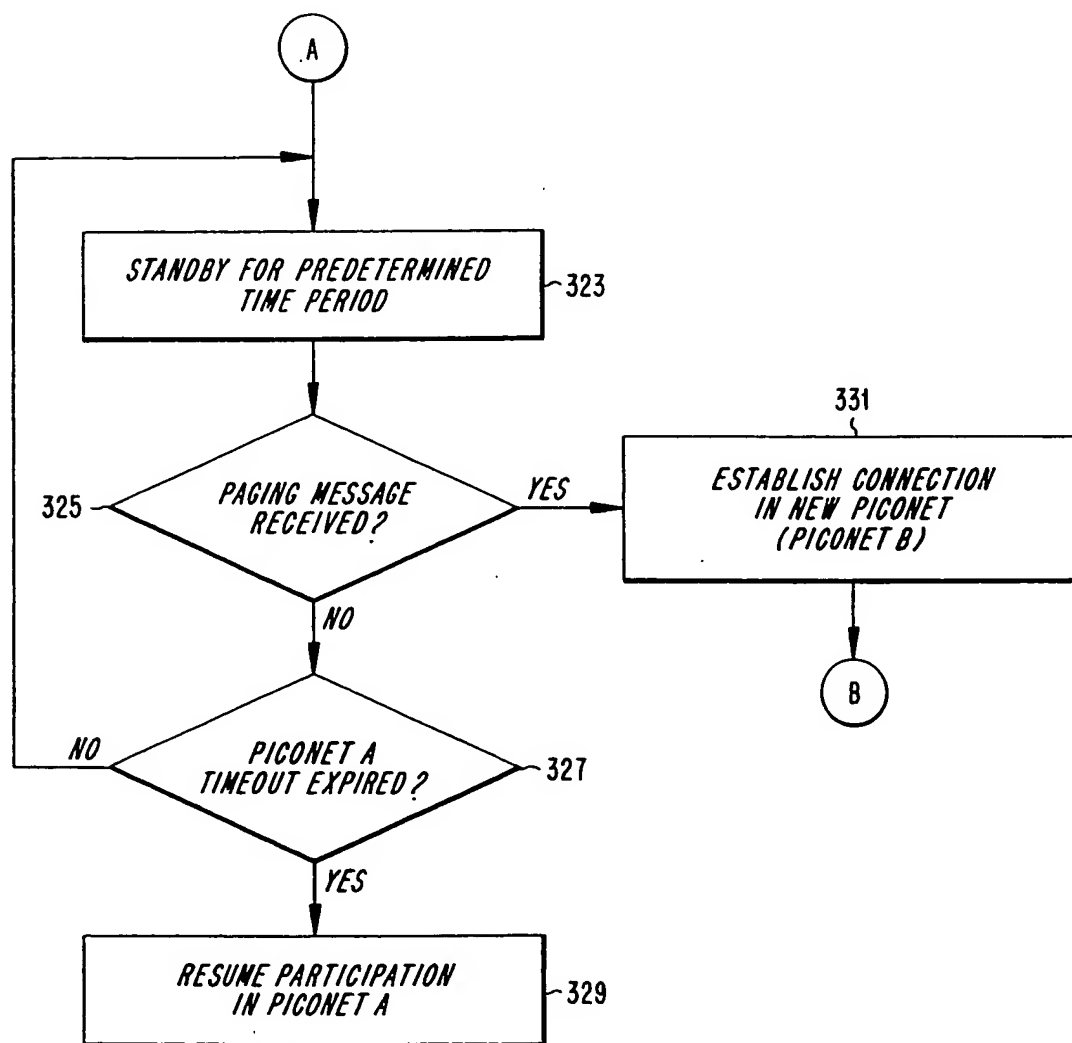 A
STANDBY FOR PREDETERMINED
TIME PERIOD
323
331
325
PAGING MESSAGE
RECEIVED?
YES
ESTABLISH CONNECTION
IN NEW PICONET
(PICONET B)
NO
B
NO
PICONET A
TIMEOUT EXPIRED?
327
YES
RESUME PARTICIPATION
IN PICONET A
329